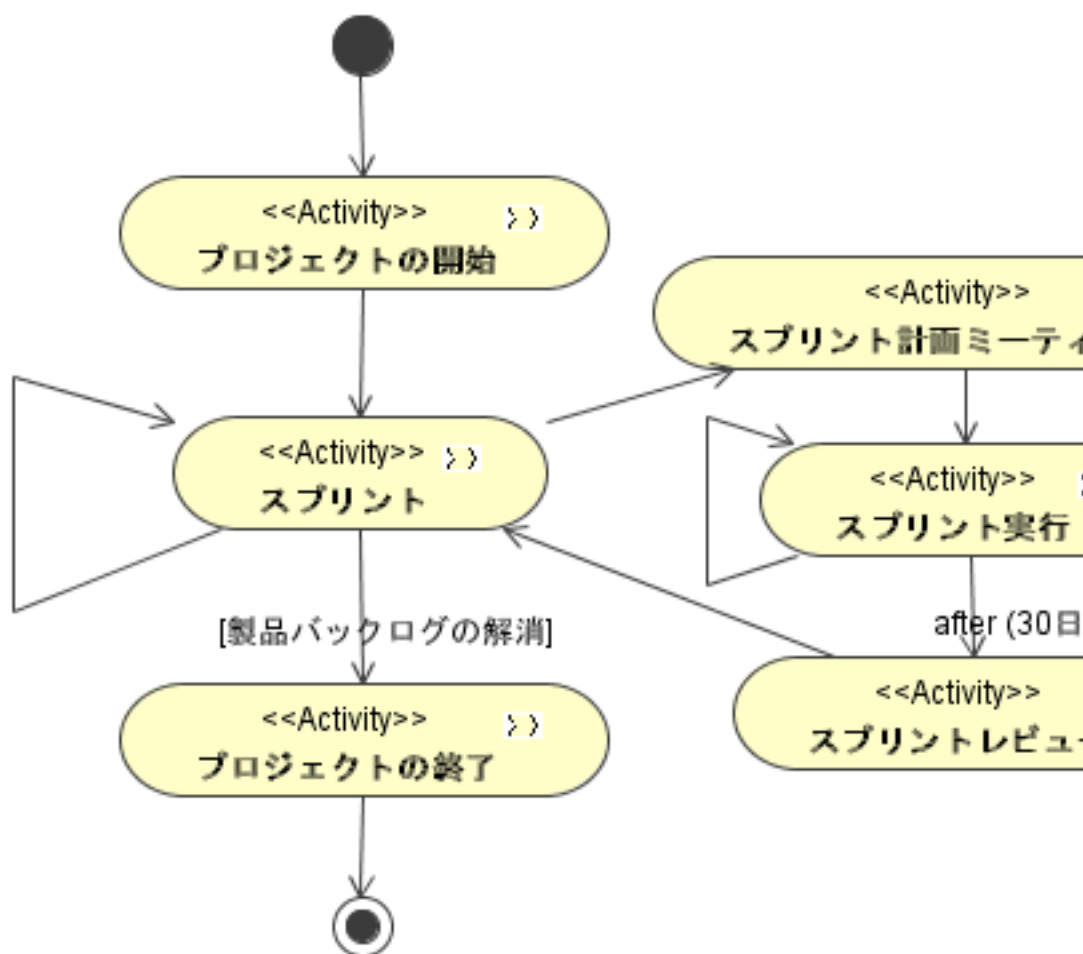 <<Activity>>
プロジェクトの開始
<<Activity>>
スプリント計画ミーティ
<<Activity>>
スプリント
<<Activity>>
スプリント実行
[製品バックログの解消]
after (30日
<<Activity>>
プロジェクトの終了
<<Activity>>
スプリントレビュー